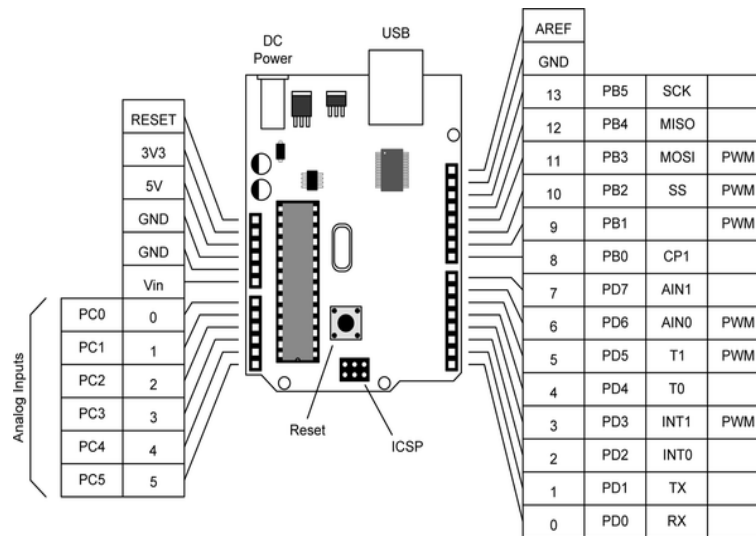 DC
Power
USB
RESET
3V3
5V
GND
GND
Vin
Analog Inputs
PC0 0
PC1 1
PC2 2
PC3 3
PC4 4
PC5 5
Reset
ICSP
AREF
GND
13 PB5 SCK
12 PB4 MISO
11 PB3 MOSI PWM
10 PB2 SS PWM
9 PB1 PWM
8 PB0 CP1
7 PD7 AIN1
6 PD6 AIN0 PWM
5 PD5 T1 PWM
4 PD4 T0
3 PD3 INT1 PWM
2 PD2 INT0
1 PD1 TX
0 PD0 RX